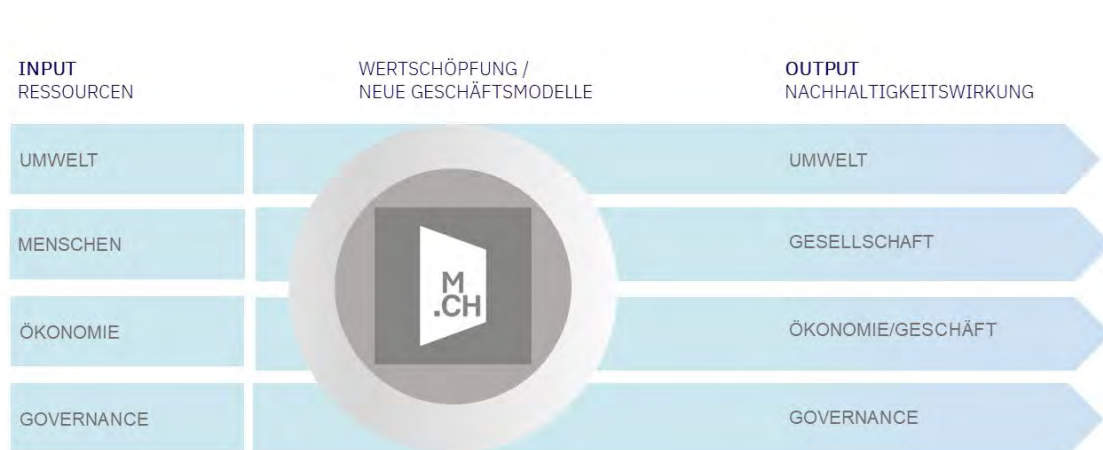 INPUT
RESSOURCEN
WERTSCHÖPFUNG /
NEUE GESCHÄFTSMODELLE
OUTPUT
NACHHALTIGKEITSWIRKUNG
UMWELT
UMWELT
MENSCHEN
GESELLSCHAFT
M
.CH
ÖKONOMIE
ÖKONOMIE/GESCHÄFT
GOVERNANCE
GOVERNANCE